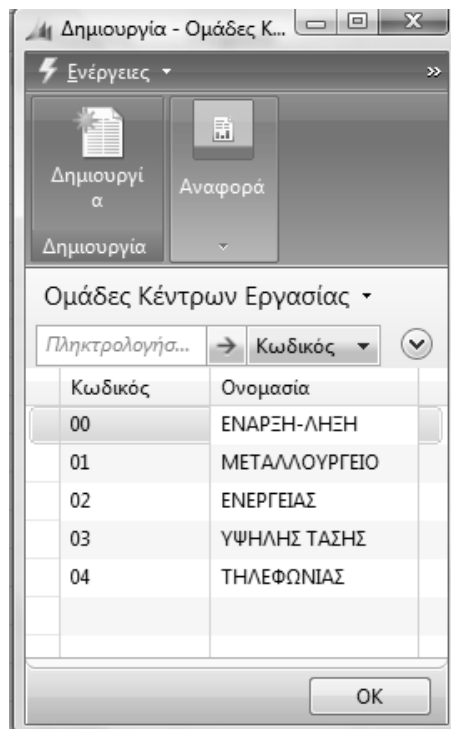 Δημιουργία - Ομάδες Κ...
Ενέργειες
»
Δημιουργί
α
Αναφορά
Δημιουργία
Ομάδες Κέντρων Εργασίας
Πληκτρολογήσ... → Κωδικός
Κωδικός Ονομασία
00 ΕΝΑΡΞΗ-ΛΗΞΗ
01 ΜΕΤΑΛΛΟΥΡΓΕΙΟ
02 ΕΝΕΡΓΕΙΑΣ
03 ΥΨΗΛΗΣ ΤΑΣΗΣ
04 ΤΗΛΕΦΩΝΙΑΣ
OK